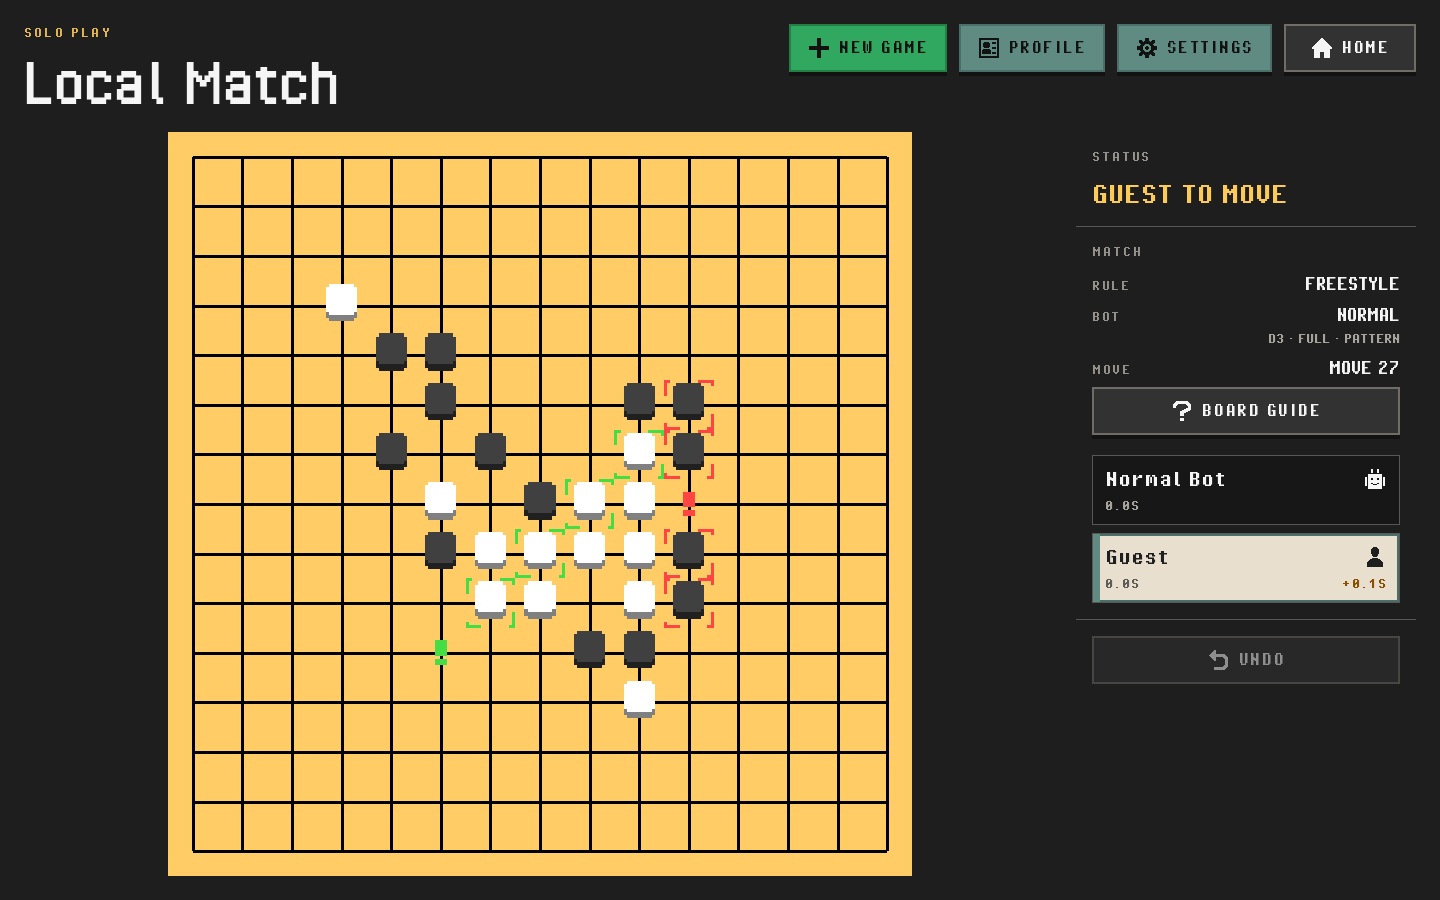 SOLO PLAY
Local Match
NEW GAME
PROFILE
SETTINGS
HOME
STATUS
GUEST TO MOVE
MATCH
RULE FREESTYLE
BOT NORMAL
D3 · FULL · PATTERN
MOVE MOVE 27
? BOARD GUIDE
Normal Bot
0.0S
Guest
0.0S +0.1S
UNDO